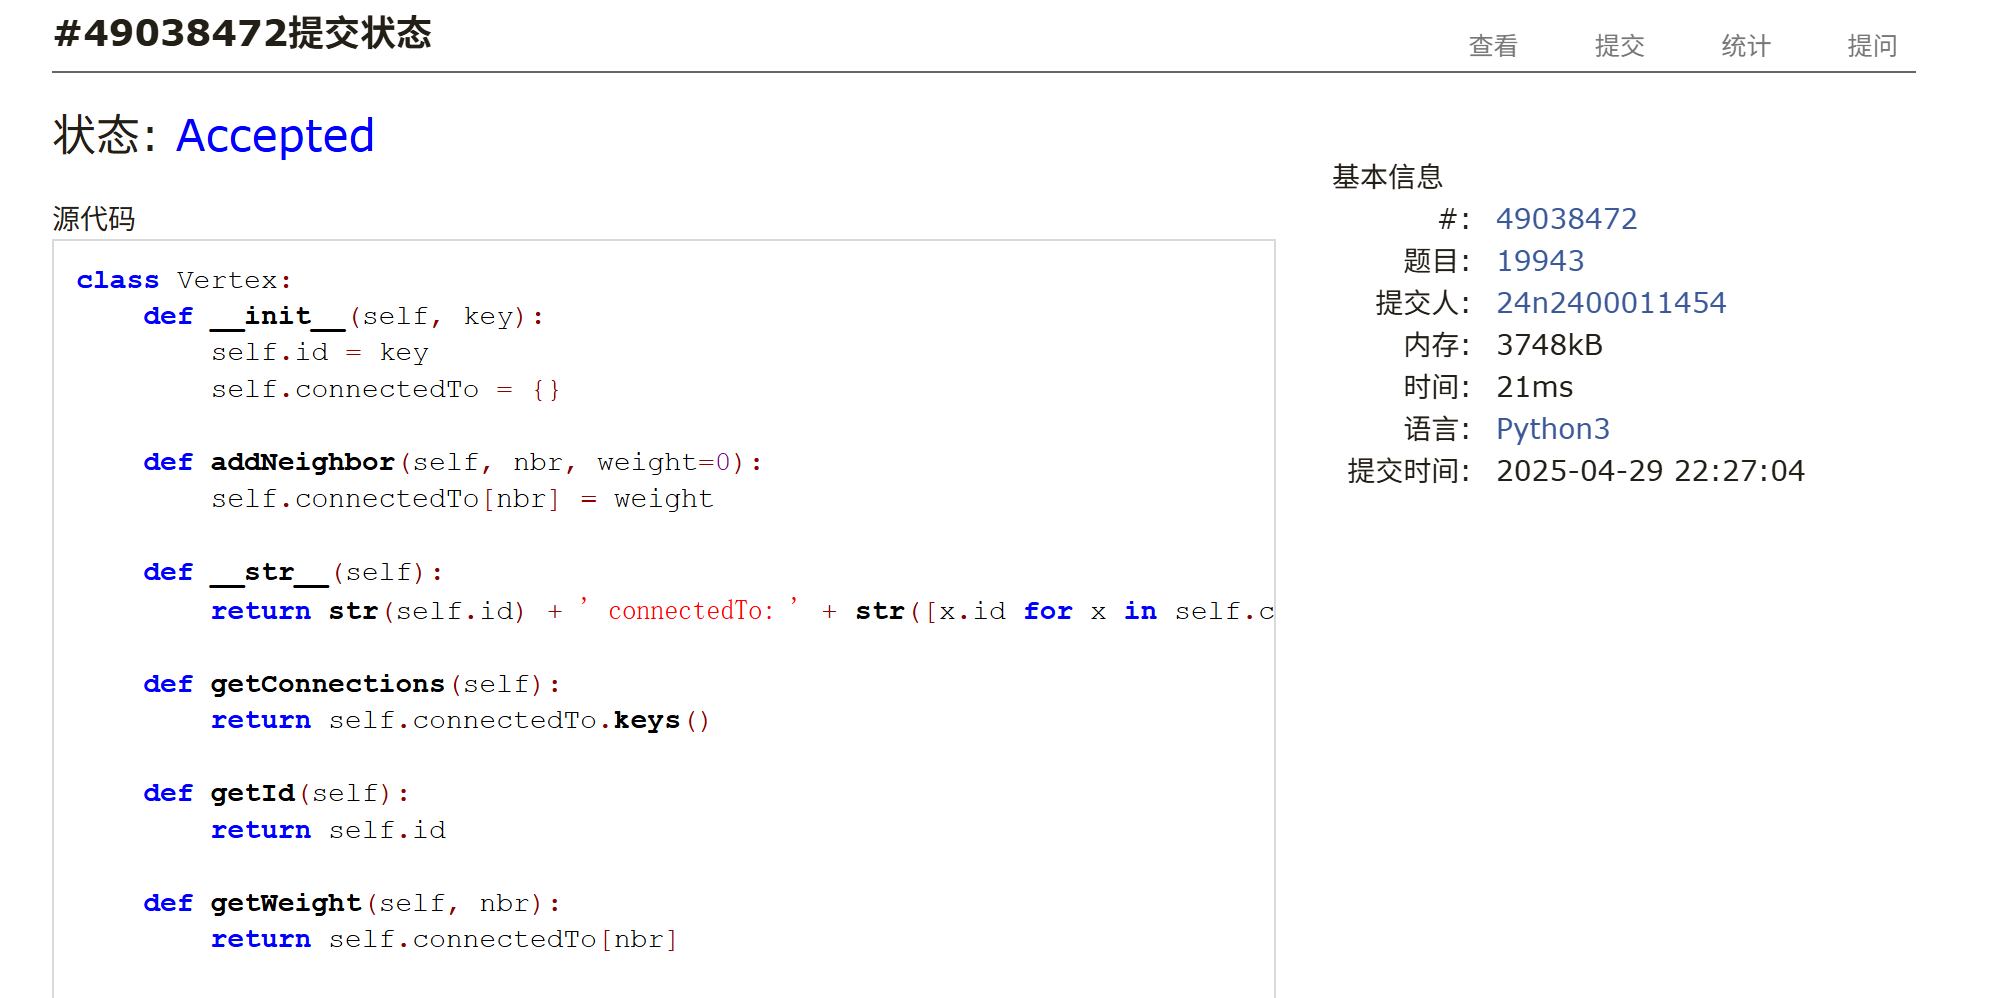 #49038472提交状态
查看 提交 统计 提问
状态: Accepted
源代码
class Vertex:
    def __init__(self, key):
        self.id = key
        self.connectedTo = {}
    def addNeighbor(self, nbr, weight=0):
        self.connectedTo[nbr] = weight
    def __str__(self):
        return str(self.id) + ' connectedTo: ' + str([x.id for x in self.c
    def getConnections(self):
        return self.connectedTo.keys()
    def getId(self):
        return self.id
    def getWeight(self, nbr):
        return self.connectedTo[nbr]
基本信息
#: 49038472
题目: 19943
提交人: 24n2400011454
内存: 3748kB
时间: 21ms
语言: Python3
提交时间: 2025-04-29 22:27:04